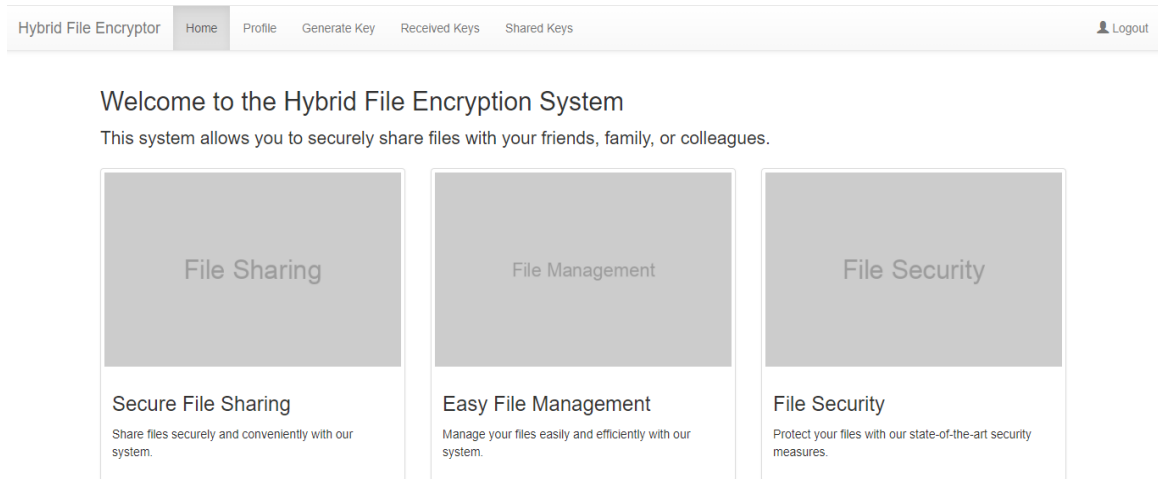 Hybrid File Encryptor Home Profile Generate Key Received Keys Shared Keys Logout
Welcome to the Hybrid File Encryption System
This system allows you to securely share files with your friends, family, or colleagues.
File Sharing
File Management
File Security
Secure File Sharing
Share files securely and conveniently with our
system.
Easy File Management
Manage your files easily and efficiently with our
system.
File Security
Protect your files with our state-of-the-art security
measures.